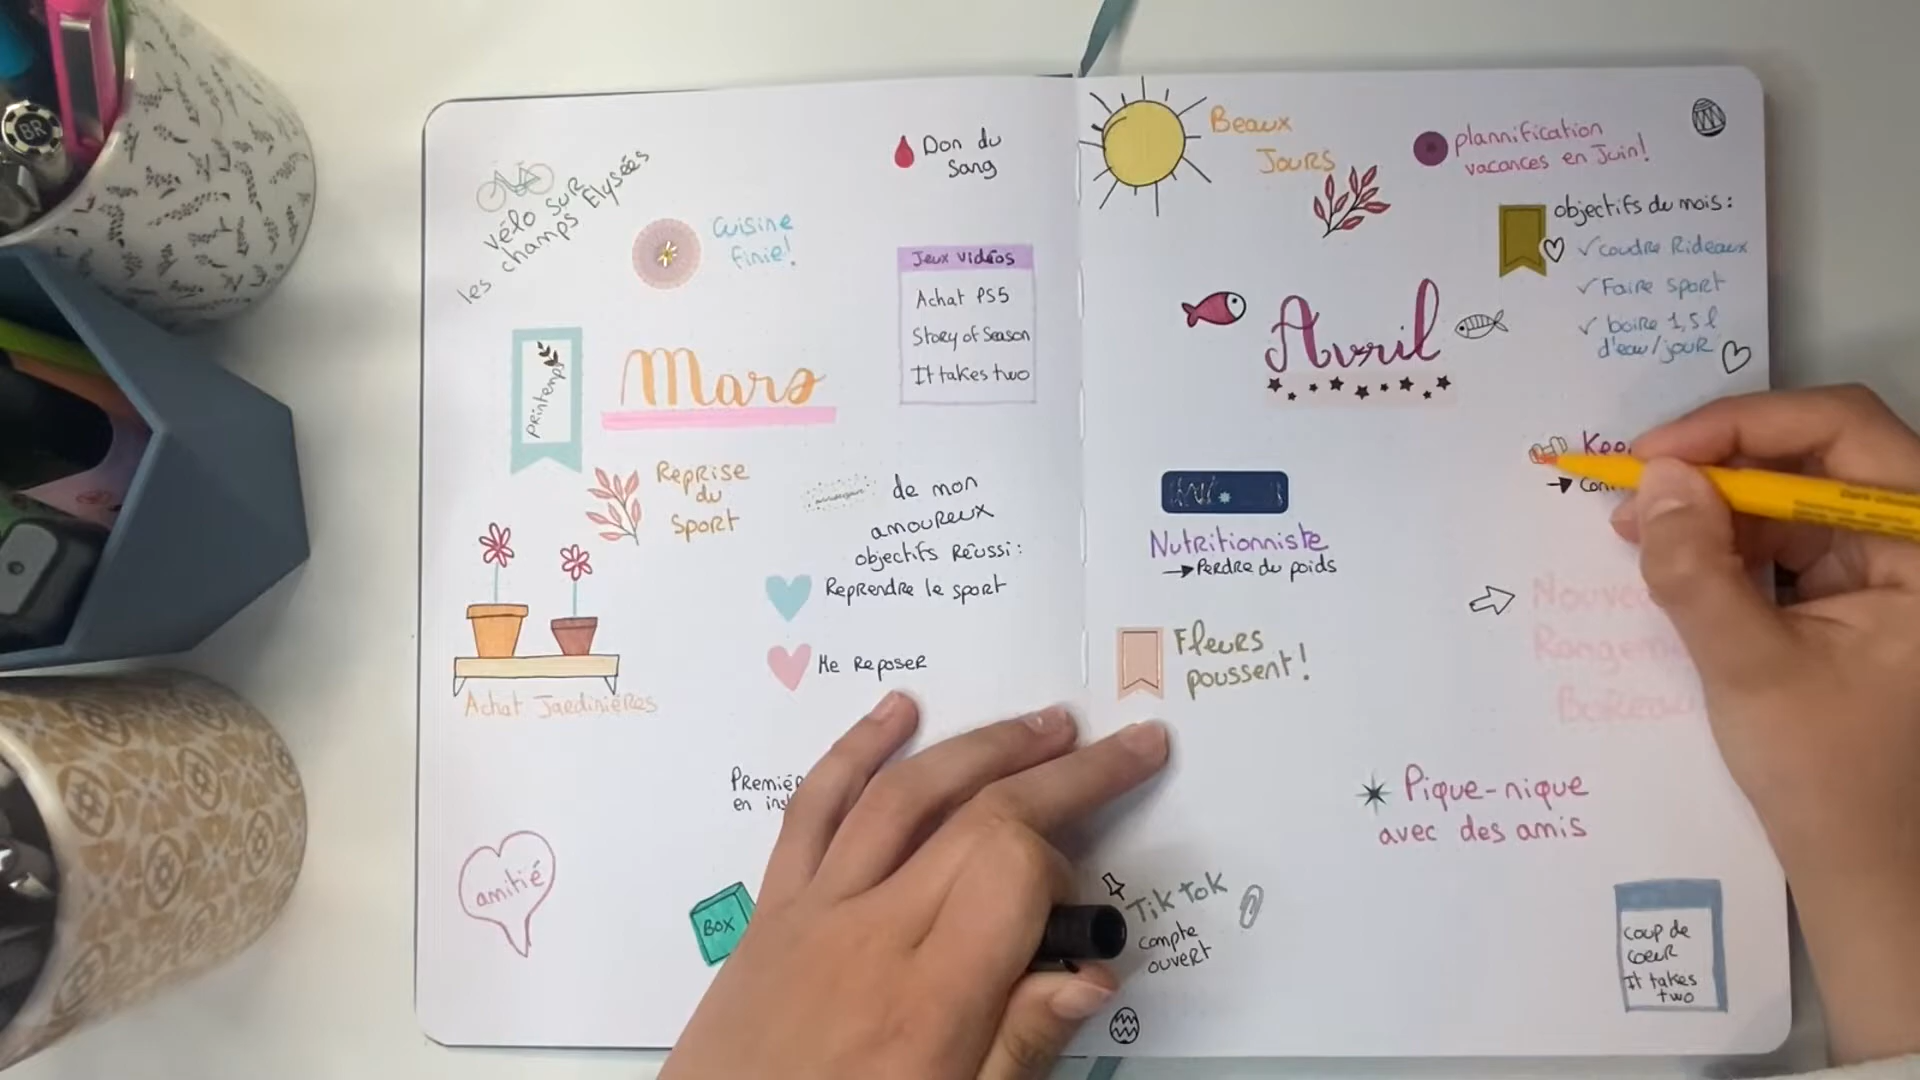 BR
vélo sur
les champs Elysées
Cuisine
finie!
Don du
Sang
Jeux vidéos
Achat PS5
Story of Season
It takes two
Printemps
Mars
Reprise
du
Sport
de mon
amoureux
objectifs Réussi:
Reprendre le sport
Me Reposer
Achat Jardinières
en
amitié
BOX
Beaux
Jours
plannification
vacances en Juin!
objectifs du mois:
✓ coudre Rideaux
✓ Faire sport
✓ boire 1,5l
d'eau/jour
Avril
Nutritionniste
→ Perdre du poids
Fleurs
poussent!
Pique-nique
avec des amis
Tik tok
compte
ouvert
coup de
coeur
It takes
two